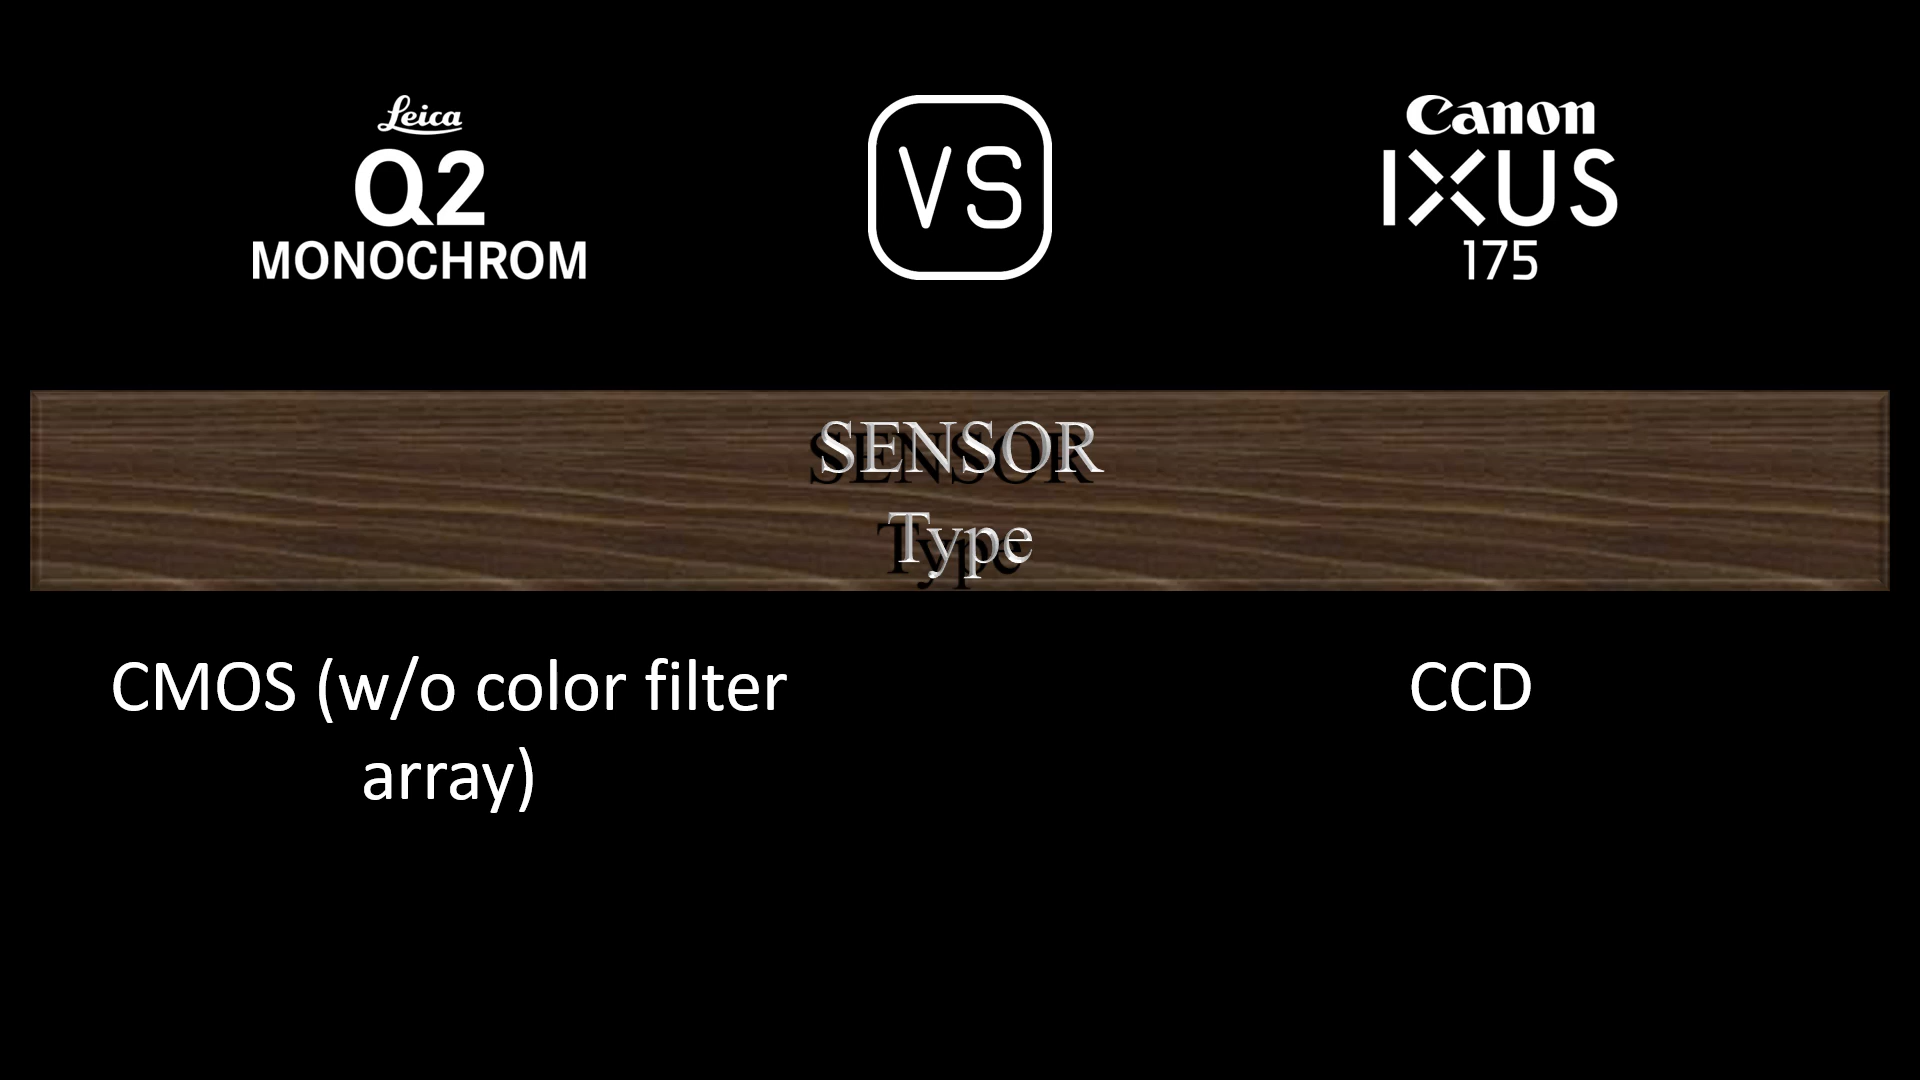 Leica
Q2
MONOCHROM
VS
Canon
IXUS
175
SENSOR
Type
CMOS (w/o color filter
array)
CCD